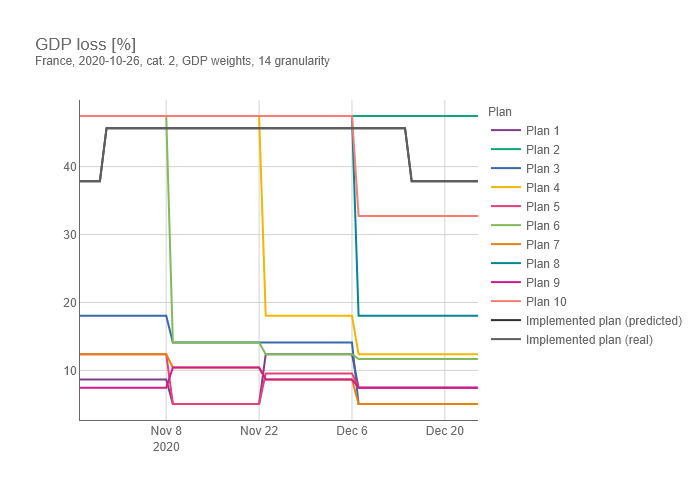 GDP loss [%]
France, 2020-10-26, cat. 2, GDP weights, 14 granularity
Plan
Plan 1
Plan 2
Plan 3
Plan 4
Plan 5
Plan 6
Plan 7
Plan 8
Plan 9
Plan 10
Implemented plan (predicted)
Implemented plan (real)
40
30
20
10
Nov 8
2020
Nov 22
Dec 6
Dec 20